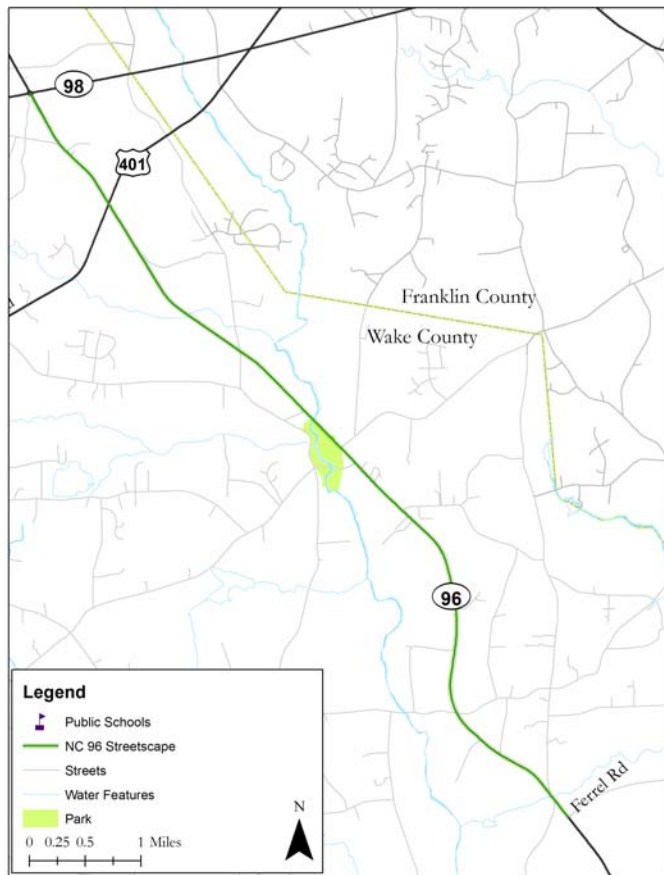 98
401
Franklin County
Wake County
96
Ferrel Rd
Legend
Public Schools
NC 96 Streetscape
Streets
Water Features
Park
N
0 0.25 0.5 1 Miles